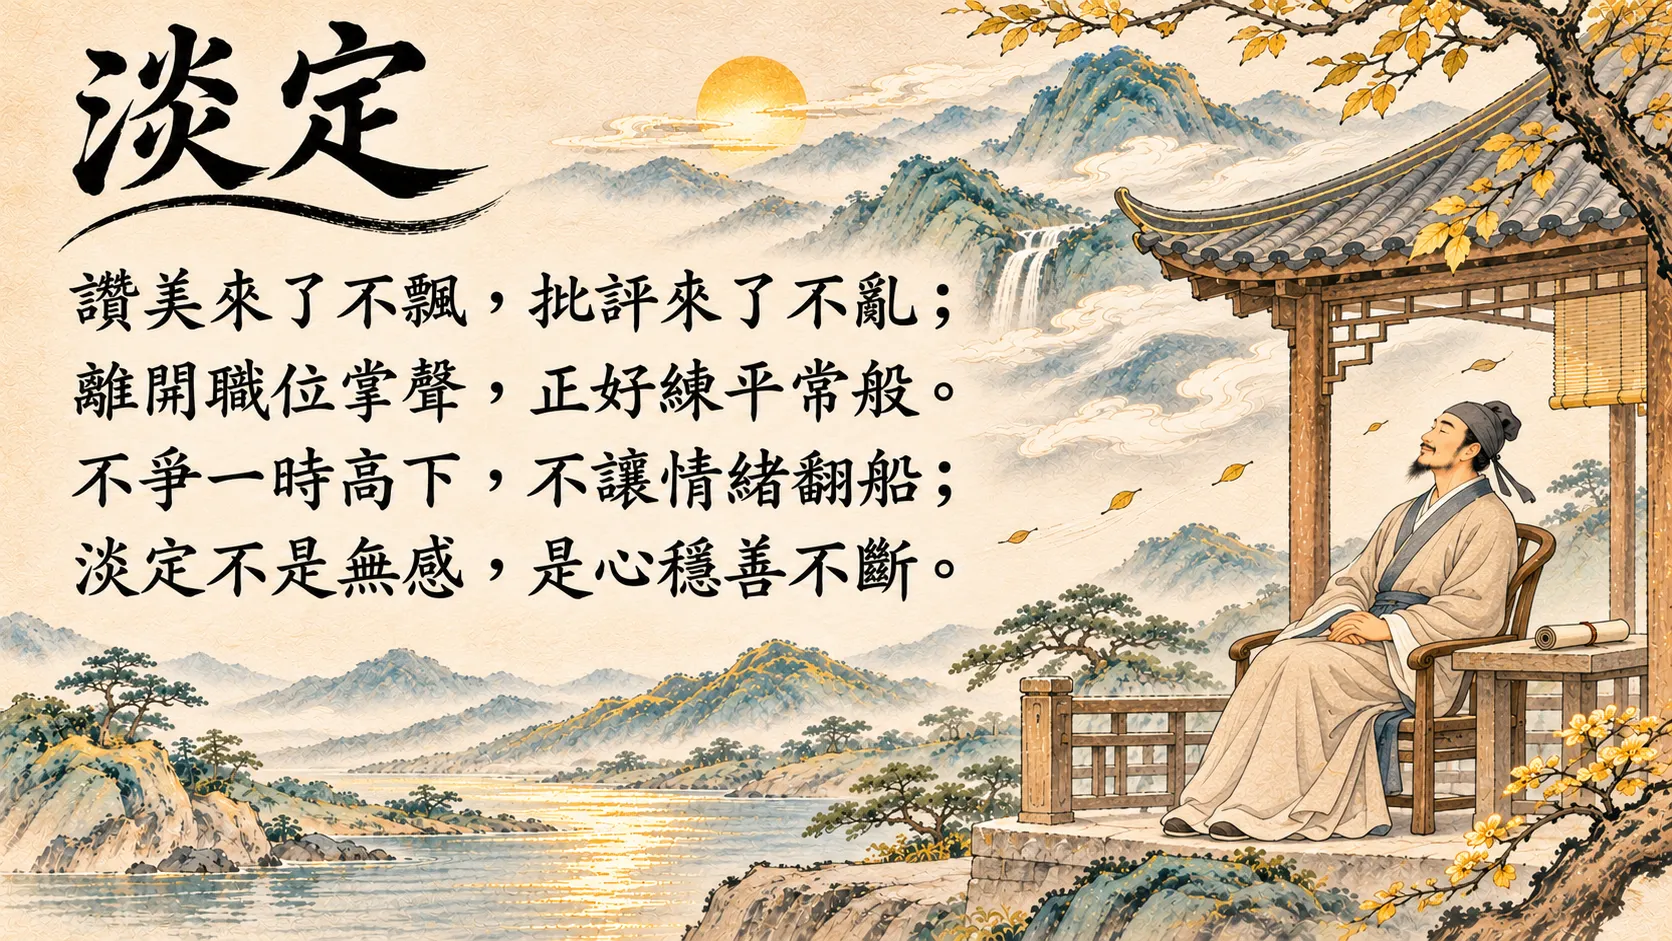 淡定
讚美來了不飄，批評來了不亂；
離開職位掌聲，正好練平常般。
不爭一時高下，不讓情緒翻船；
淡定不是無感，是心穩善不斷。